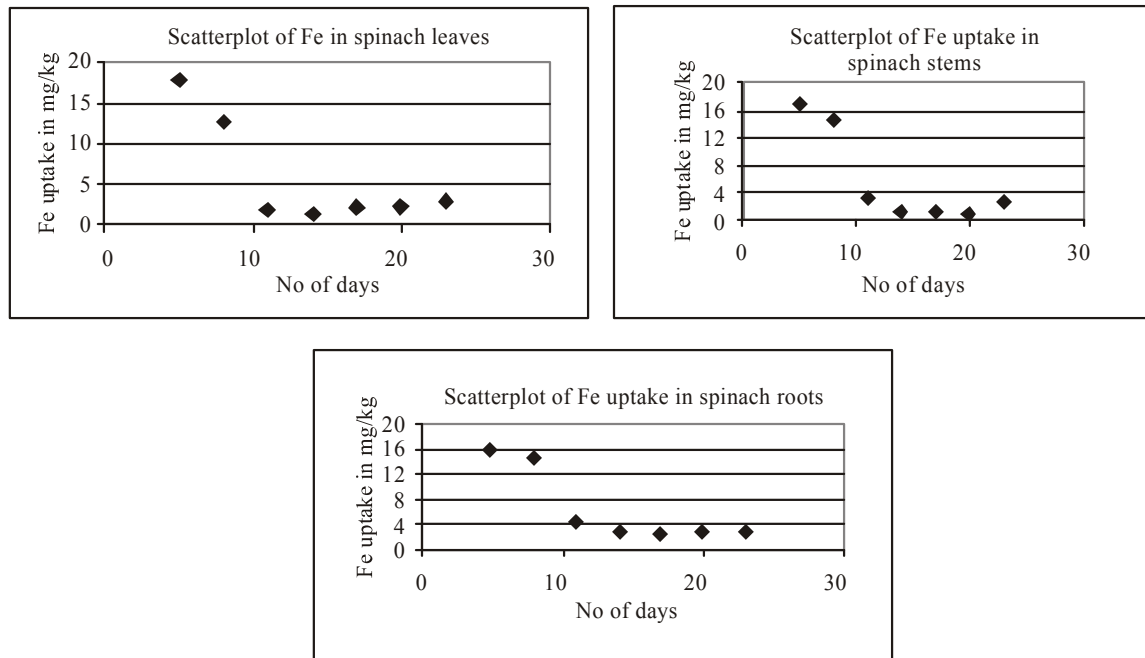 Scatterplot of Fe in spinach leaves
Fe uptake in mg/kg
20
15
10
5
0
0 10 20 30
No of days
Scatterplot of Fe uptake in
spinach stems
Fe uptake in mg/kg
20
16
12
8
4
0
0 10 20 30
No of days
Scatterplot of Fe uptake in spinach roots
Fe uptake in mg/kg
20
16
12
8
4
0
0 10 20 30
No of days